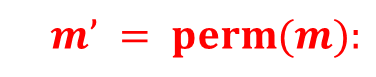 m’ = perm(m):